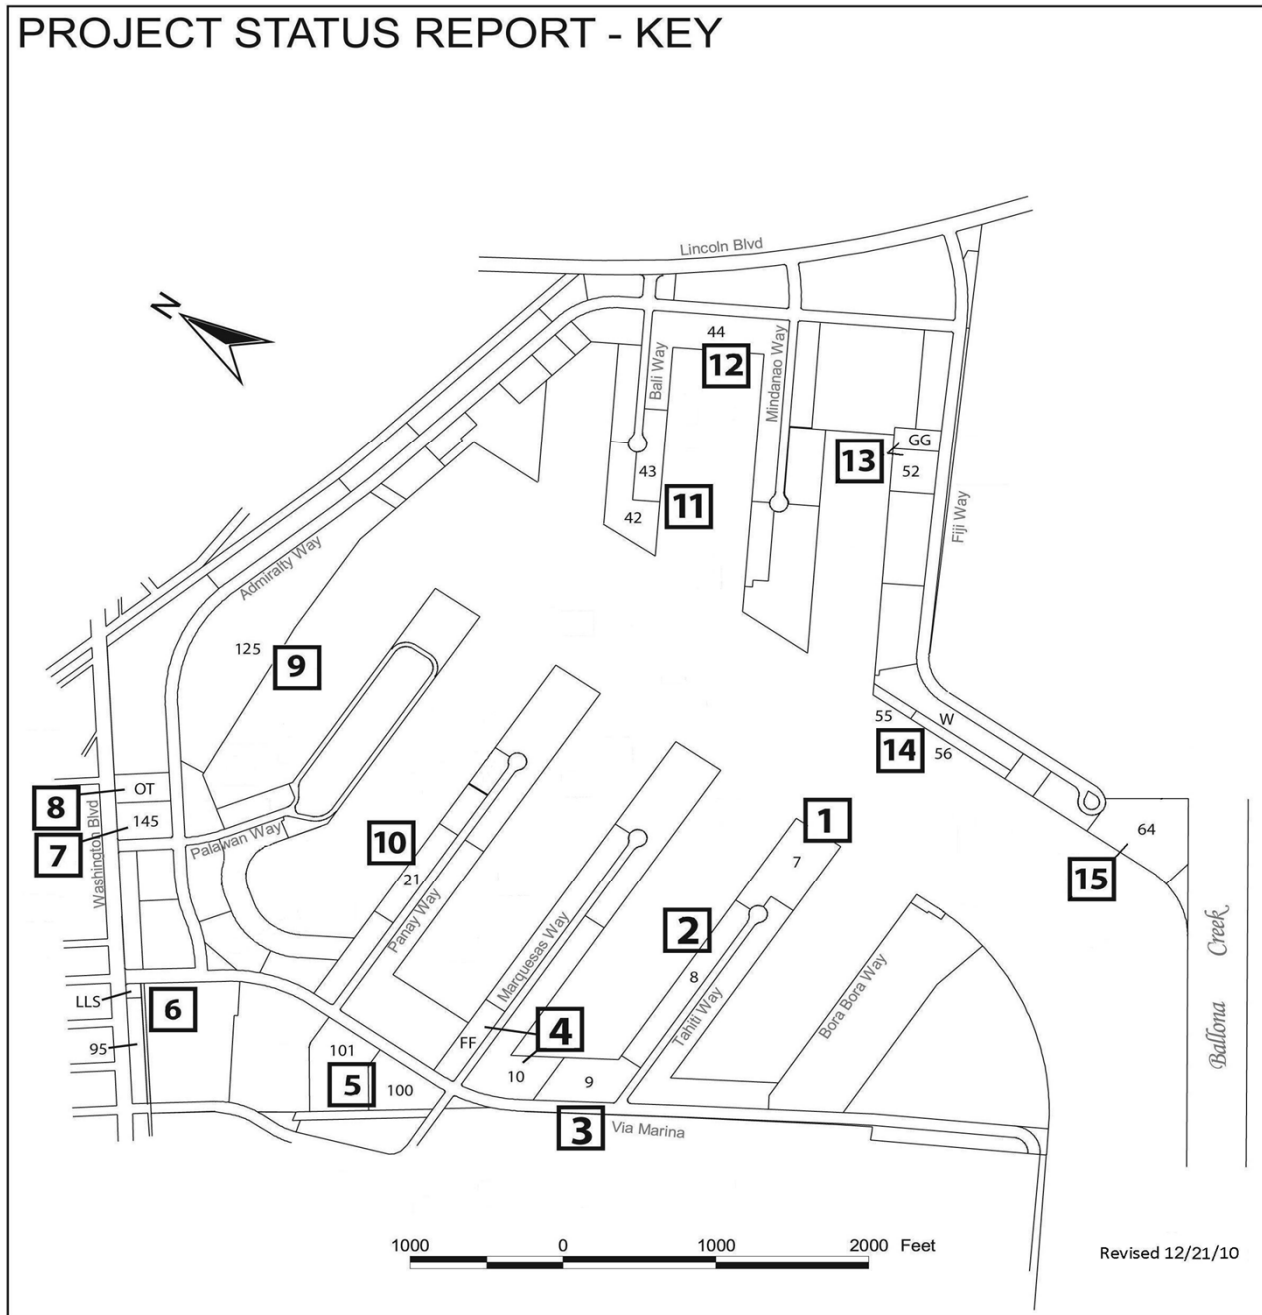 PROJECT STATUS REPORT - KEY
Lincoln Blvd
N
44
12
Bali Way
Mindanao Way
GG
13
52
43
11
42
Fiji Way
Admiralty Way
125
9
55
W
14
56
OT
8
145
7
Washington Blvd
Palawan Way
10
21
Panay Way
1
7
64
15
2
8
Marquesas Way
Tahiti Way
Bora Bora Way
Ballona Creek
LLS
6
95
FF
4
101
5
100
10
9
3
Via Marina
1000 0 1000 2000 Feet
Revised 12/21/10